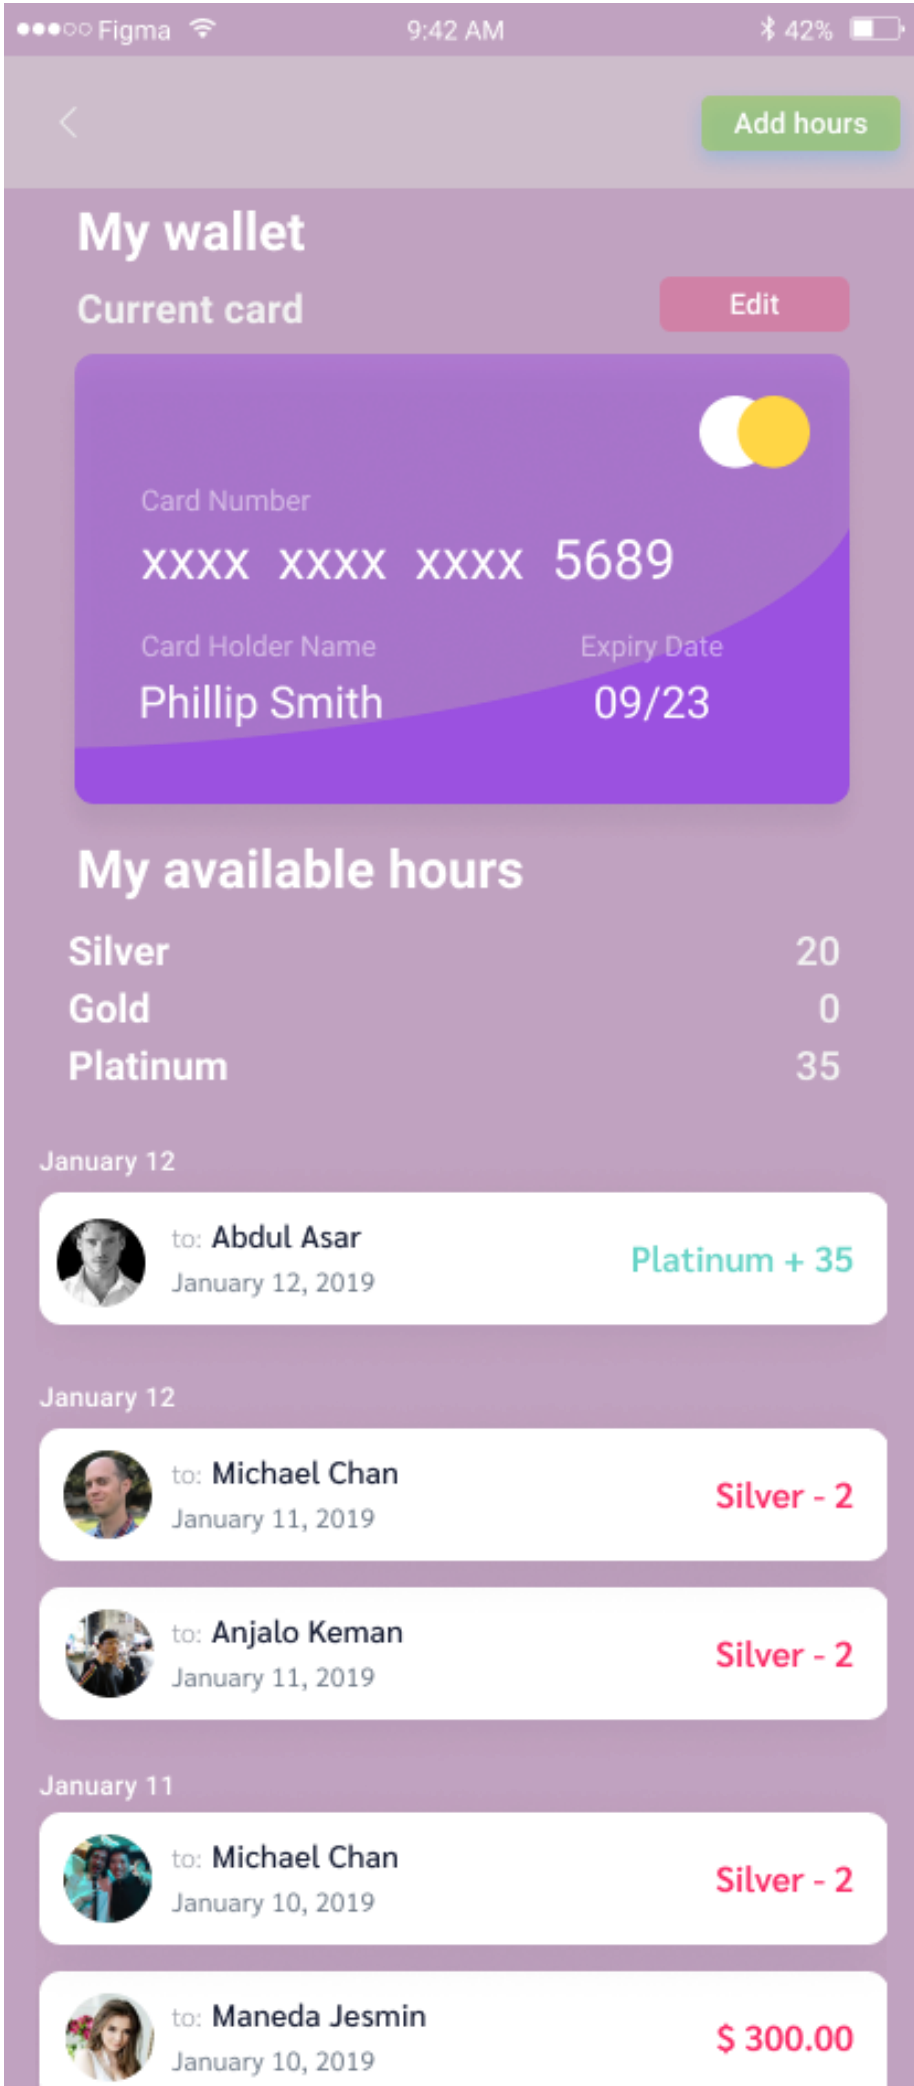 Figma 9:42 AM 42%
Add hours
My wallet
Current card Edit
Card Number
xxxx xxxx xxxx 5689
Card Holder Name Expiry Date
Phillip Smith 09/23
My available hours
Silver 20
Gold 0
Platinum 35
January 12
to: Abdul Asar
Platinum + 35
January 12, 2019
January 12
to: Michael Chan
Silver - 2
January 11, 2019
to: Anjalo Keman
Silver - 2
January 11, 2019
January 11
to: Michael Chan
Silver - 2
January 10, 2019
to: Maneda Jesmin
$ 300.00
January 10, 2019